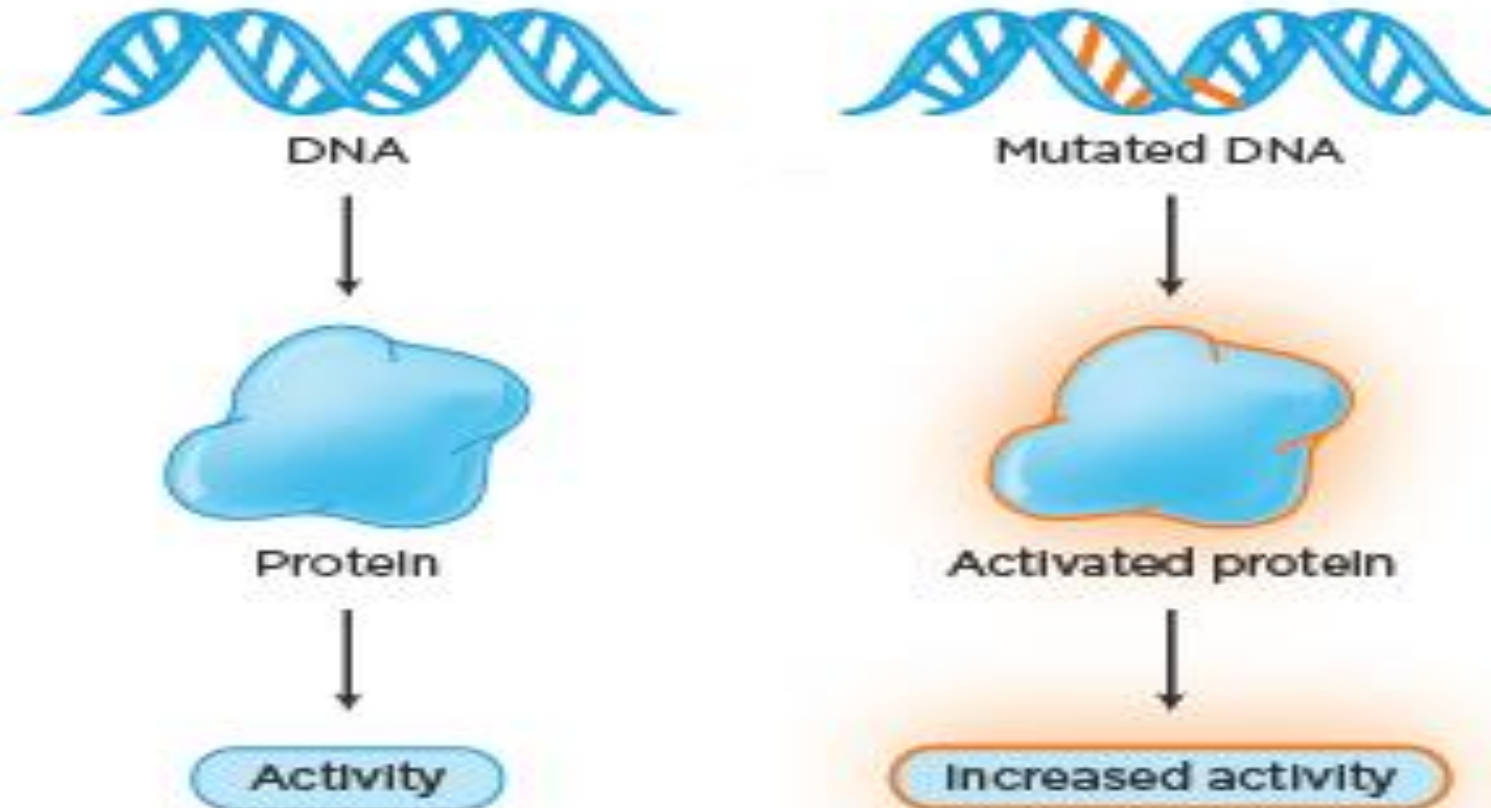 DNA
Mutated DNA
Protein
Activated protein
Activity
Increased activity